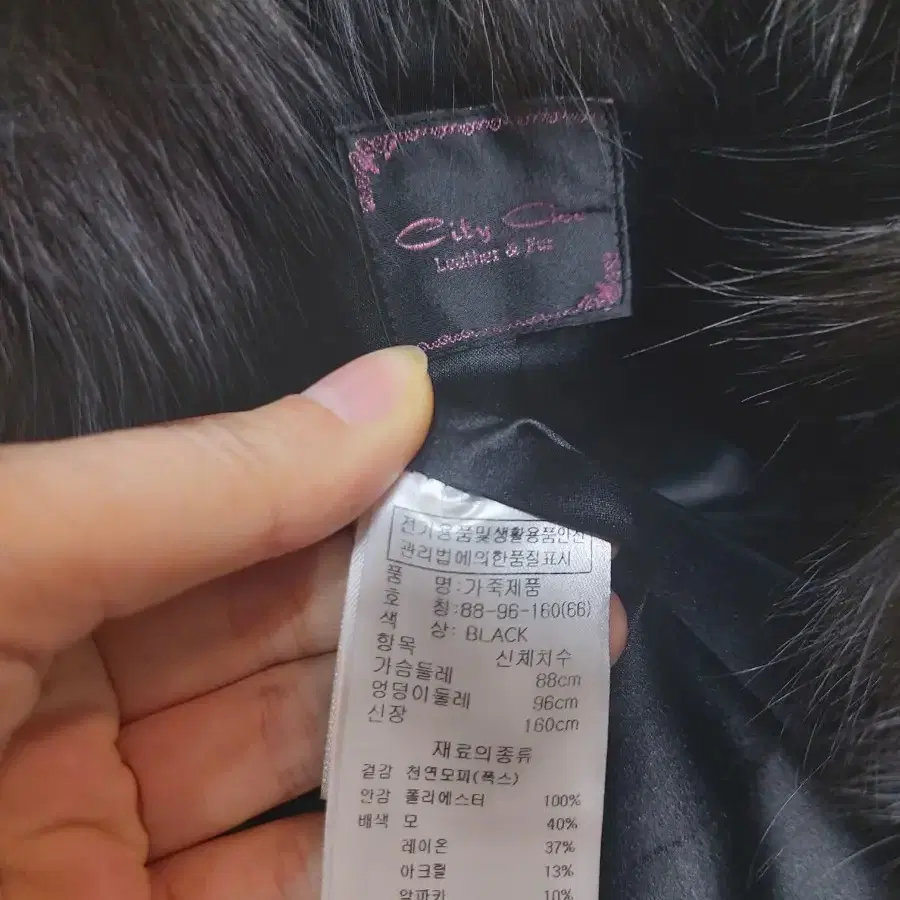 City
Leather & Fur
전기용품및생활용품안전
관리법에의한품질표시
품 명:가죽제품
호 칭:88-96-160(66)
색 상: BLACK
항목 신체치수
가슴둘레 88cm
엉덩이둘레 96cm
신장 160cm
재료의종류
겉감 천연모피(폭스)
안감 폴리에스터 100%
배색 모 40%
레이온 37%
아크릴 13%
알파카 10%